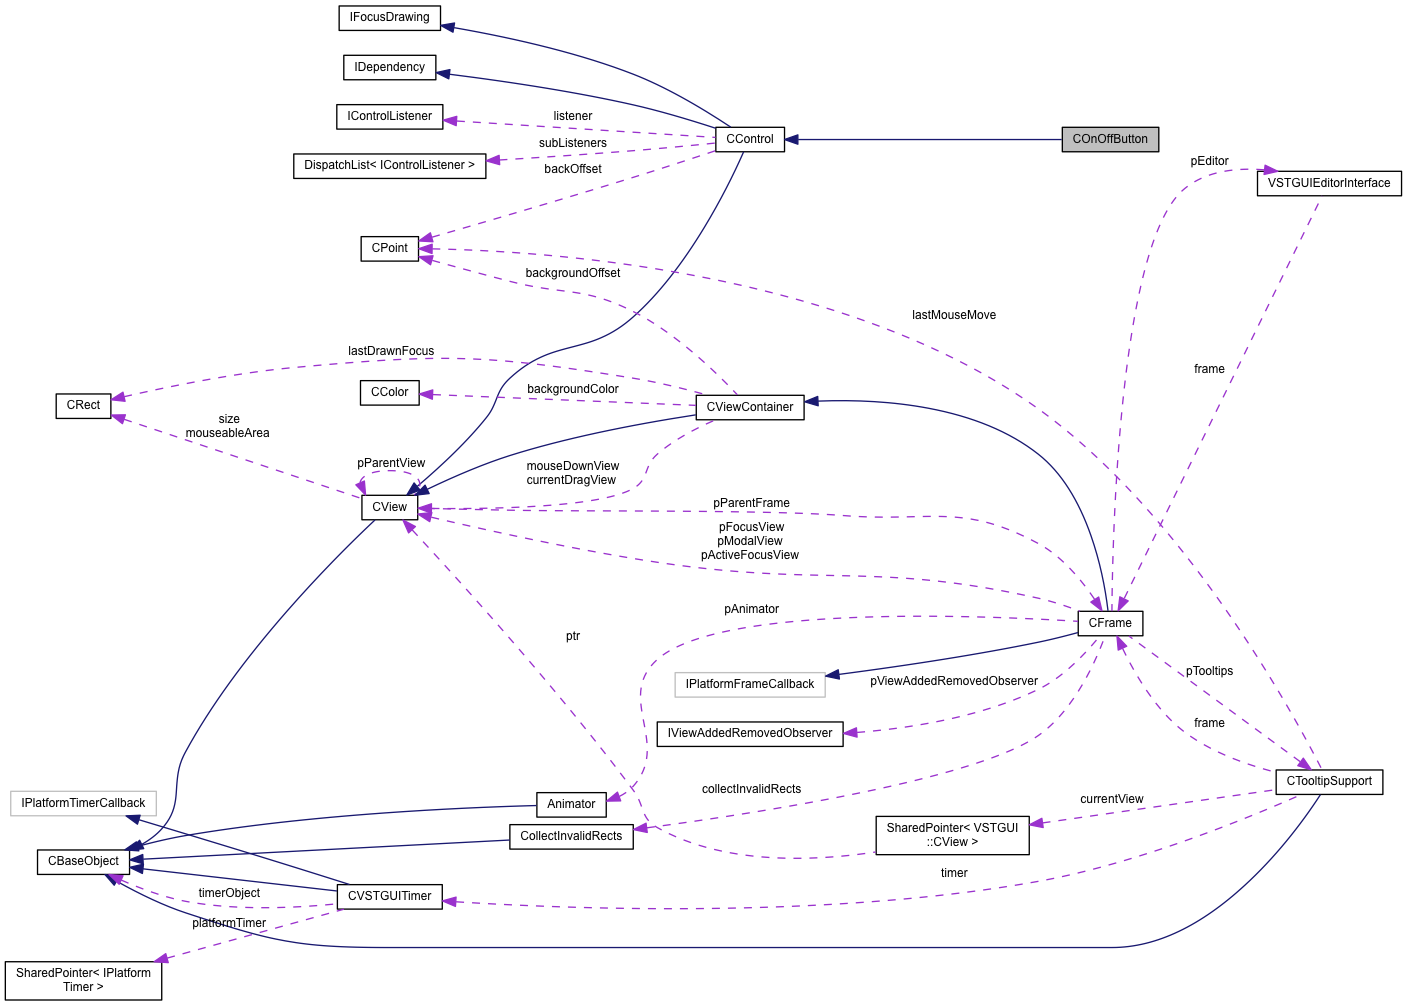 IFocusDrawing
IDependency
IControlListener
listener
CControl
COnOffButton
subListeners
DispatchList< IControlListener >
backOffset
pEditor
VSTGUIEditorInterface
CPoint
backgroundOffset
lastMouseMove
lastDrawnFocus
frame
CColor
backgroundColor
CRect
CViewContainer
size
mouseableArea
pParentView
mouseDownView
currentDragView
CView
pParentFrame
pFocusView
pModalView
pActiveFocusView
pAnimator
CFrame
ptr
IPlatformFrameCallback
pViewAddedRemovedObserver
pTooltips
IViewAddedRemovedObserver
frame
CTooltipSupport
collectInvalidRects
currentView
IPlatformTimerCallback
Animator
CollectInvalidRects
SharedPointer< VSTGUI
::CView >
CBaseObject
timer
timerObject
CVSTGUITimer
platformTimer
SharedPointer< IPlatform
Timer >